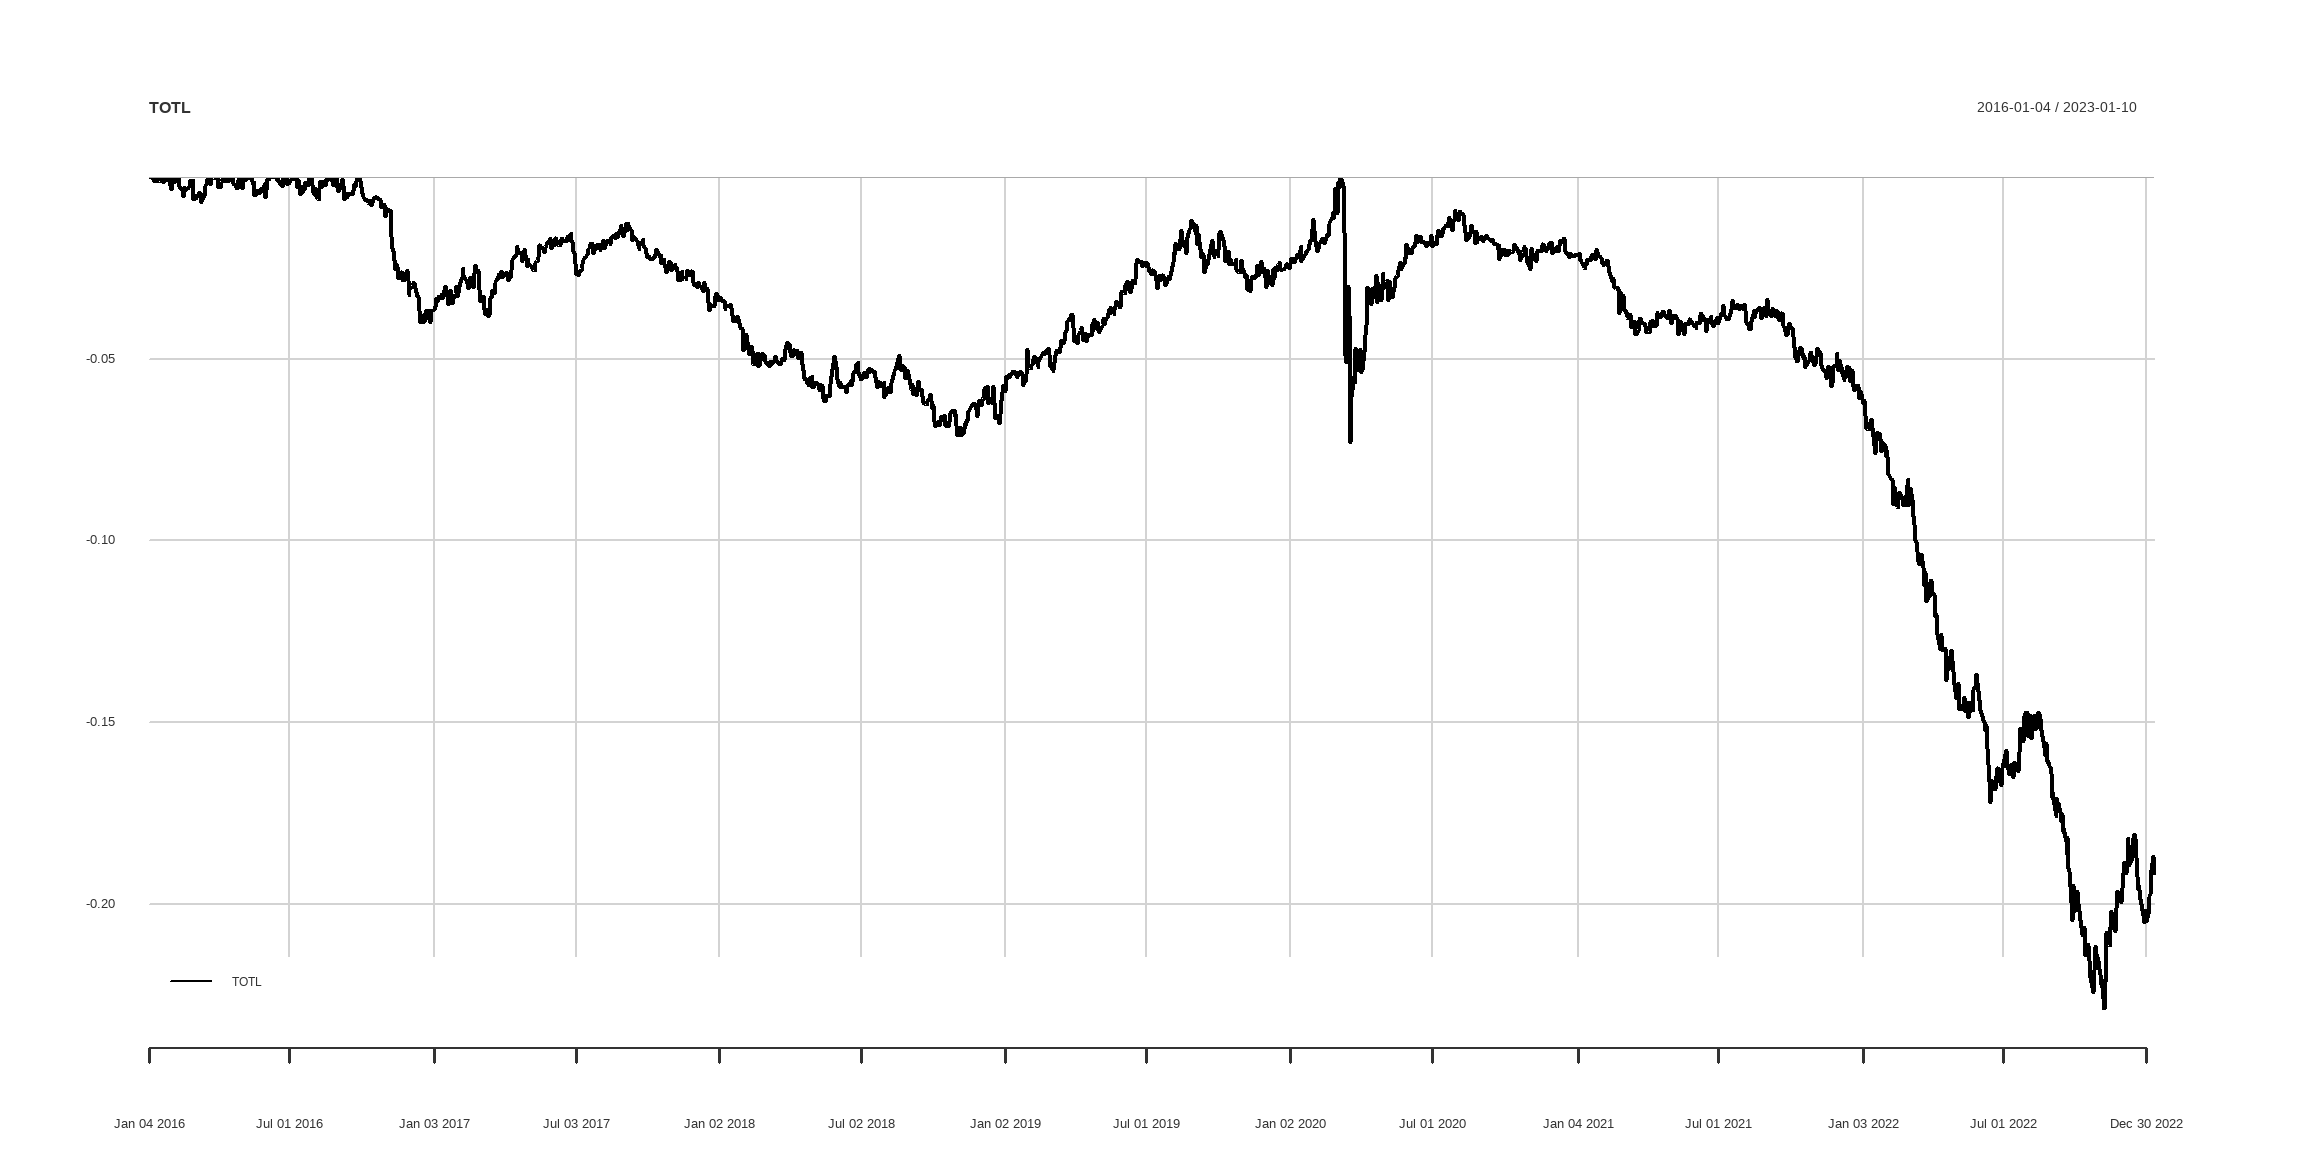 TOTL
2016-01-04 / 2023-01-10
-0.05
-0.10
-0.15
-0.20
TOTL
Jan 04 2016
Jul 01 2016
Jan 03 2017
Jul 03 2017
Jan 02 2018
Jul 02 2018
Jan 02 2019
Jul 01 2019
Jan 02 2020
Jul 01 2020
Jan 04 2021
Jul 01 2021
Jan 03 2022
Jul 01 2022
Dec 30 2022